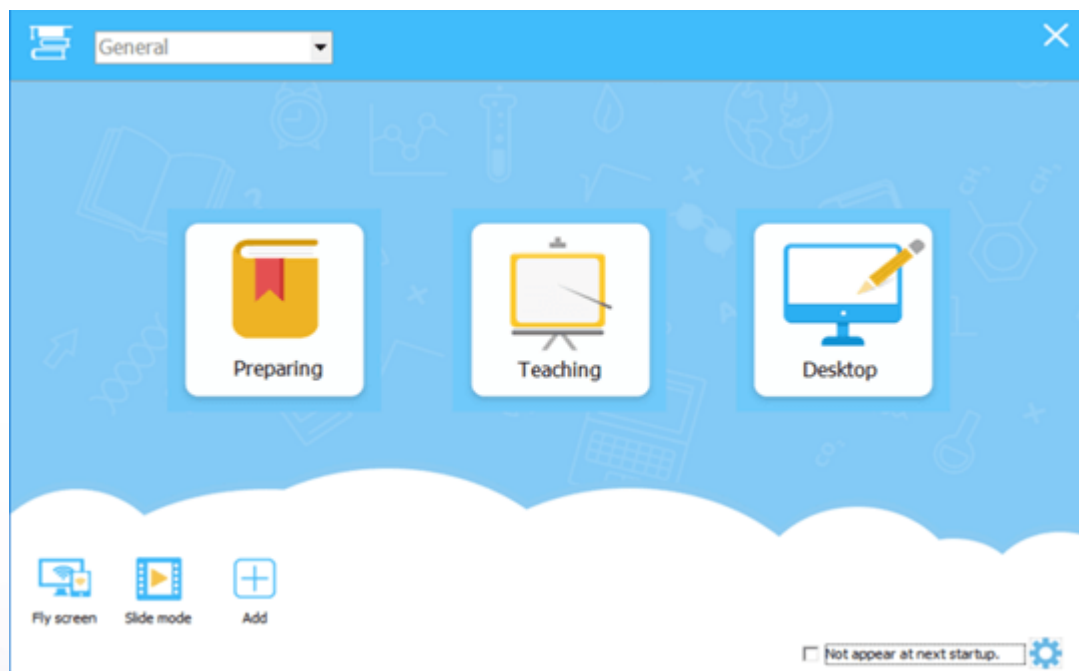 General
Preparing
Teaching
Desktop
Fly screen
Slide mode
Add
Not appear at next startup.